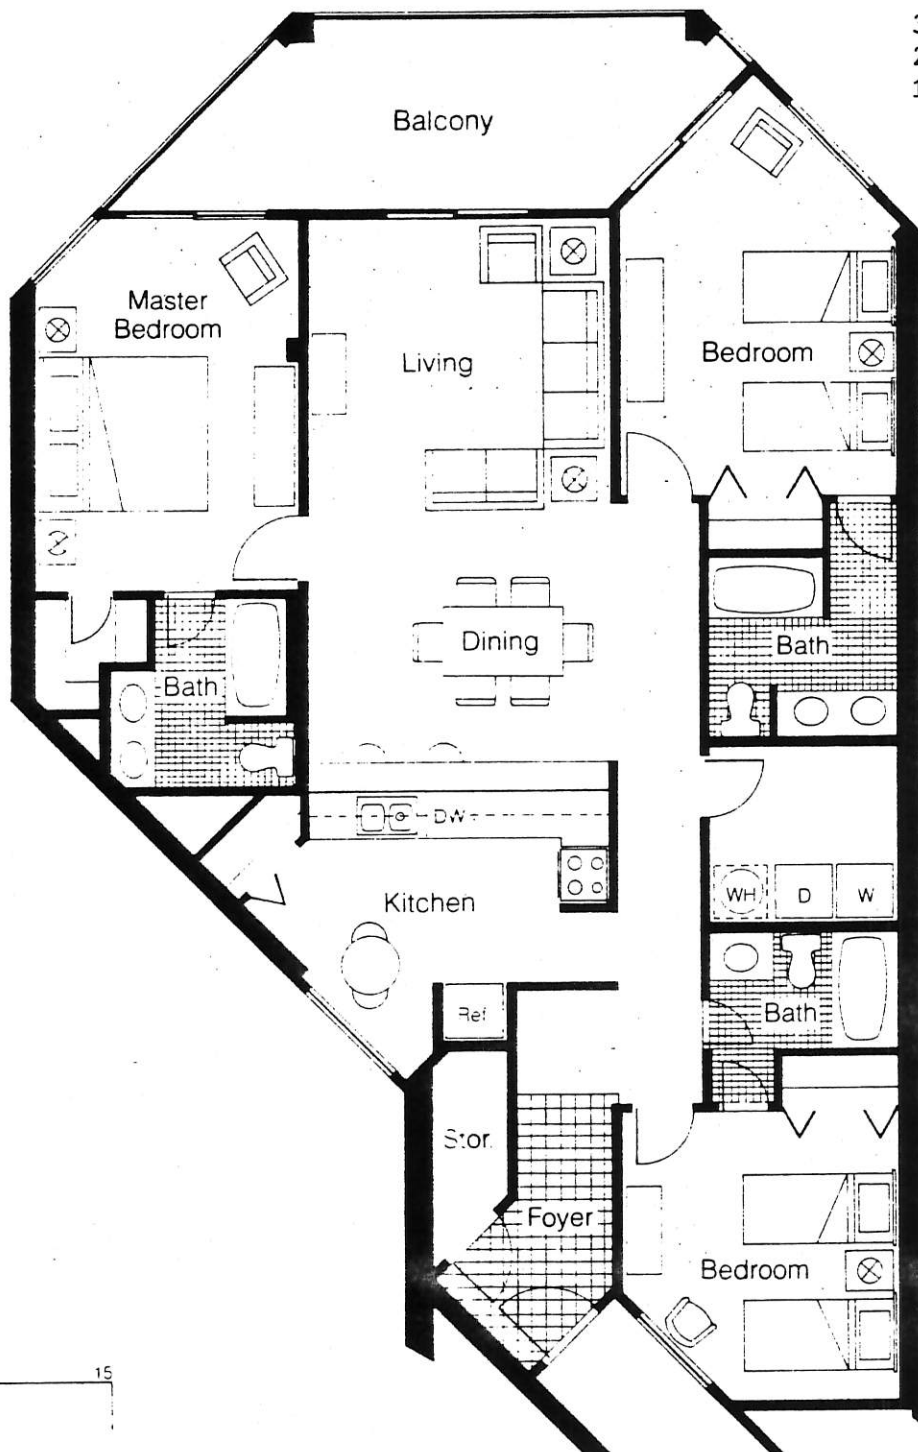 Balcony
Master
Bedroom
Living
Bedroom
Dining
Bath
Bath
DW
Kitchen
WH
D
W
Ref
Bath
Stor.
Foyer
Bedroom
15